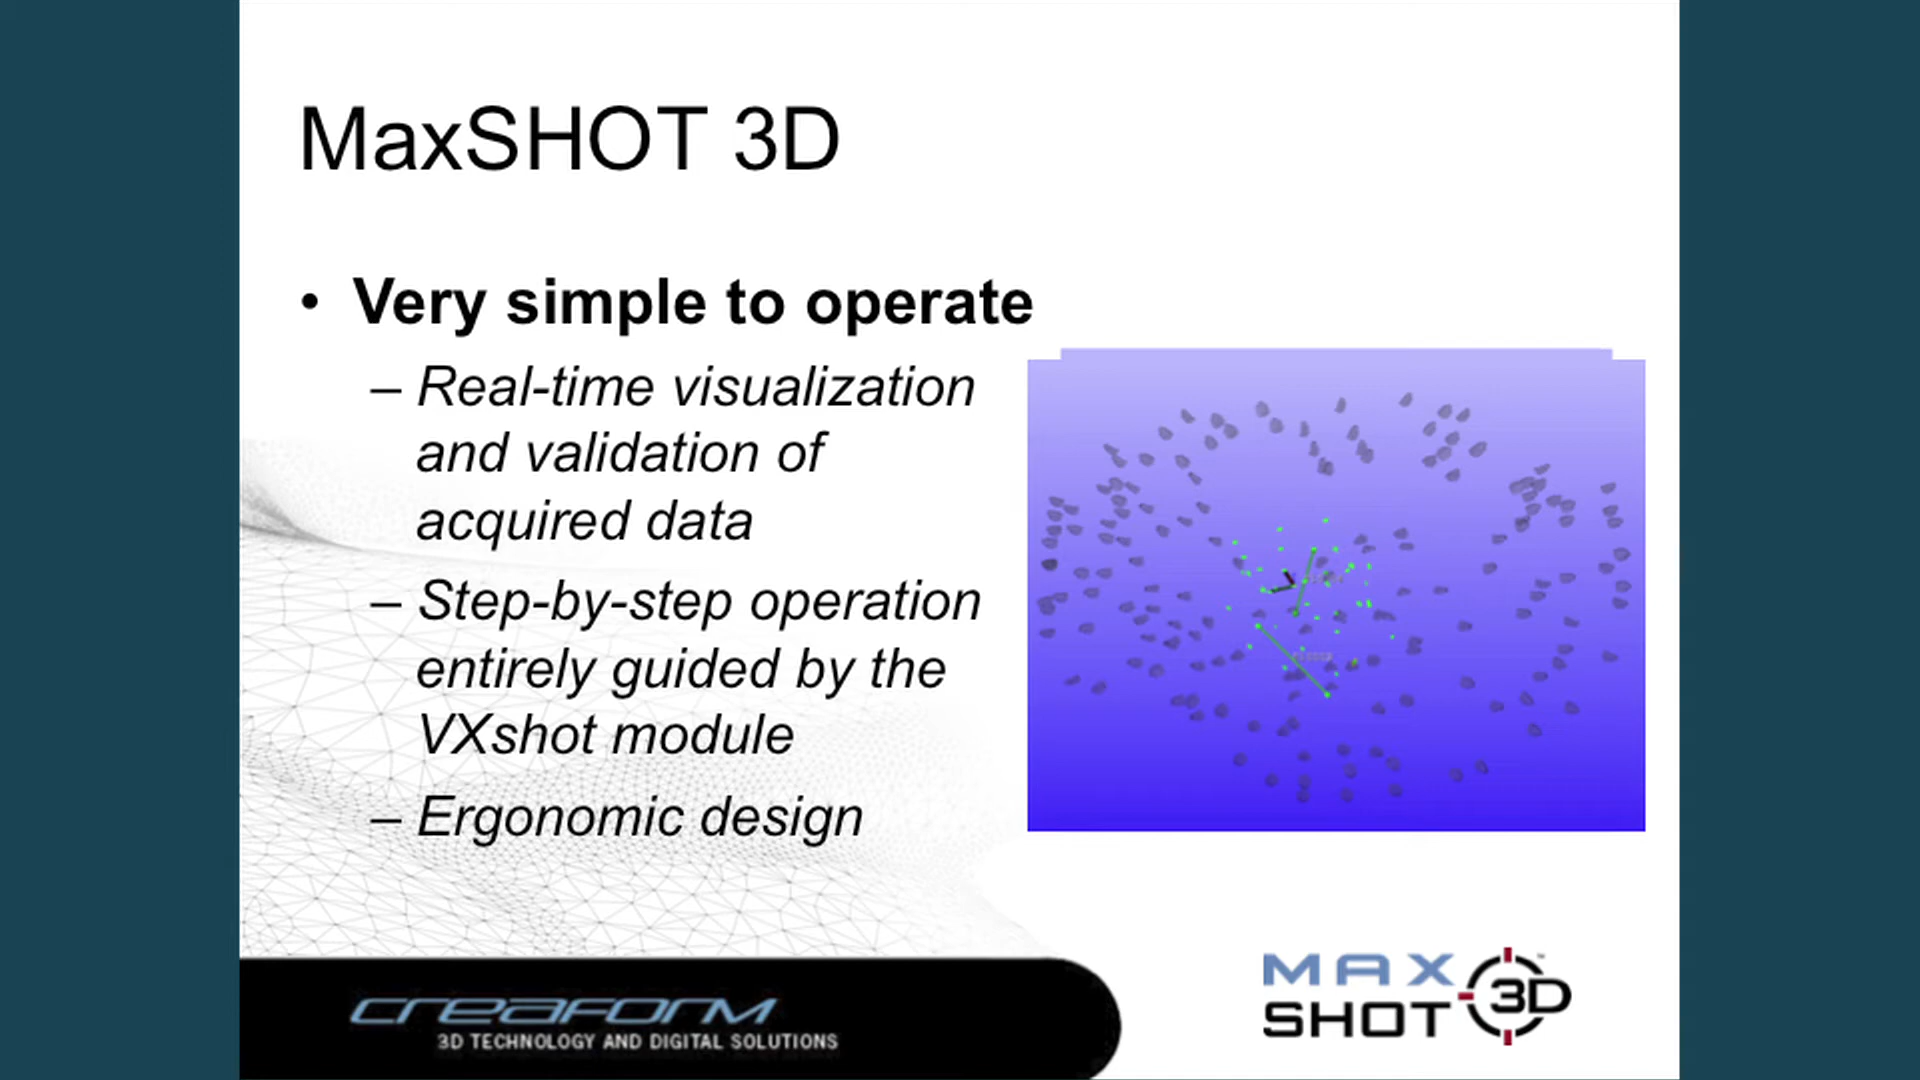 MaxSHOT 3D
• Very simple to operate
– Real-time visualization
and validation of
acquired data
– Step-by-step operation
entirely guided by the
VXshot module
– Ergonomic design
CREAFORM
3D TECHNOLOGY AND DIGITAL SOLUTIONS
MAX
SHOT 3D